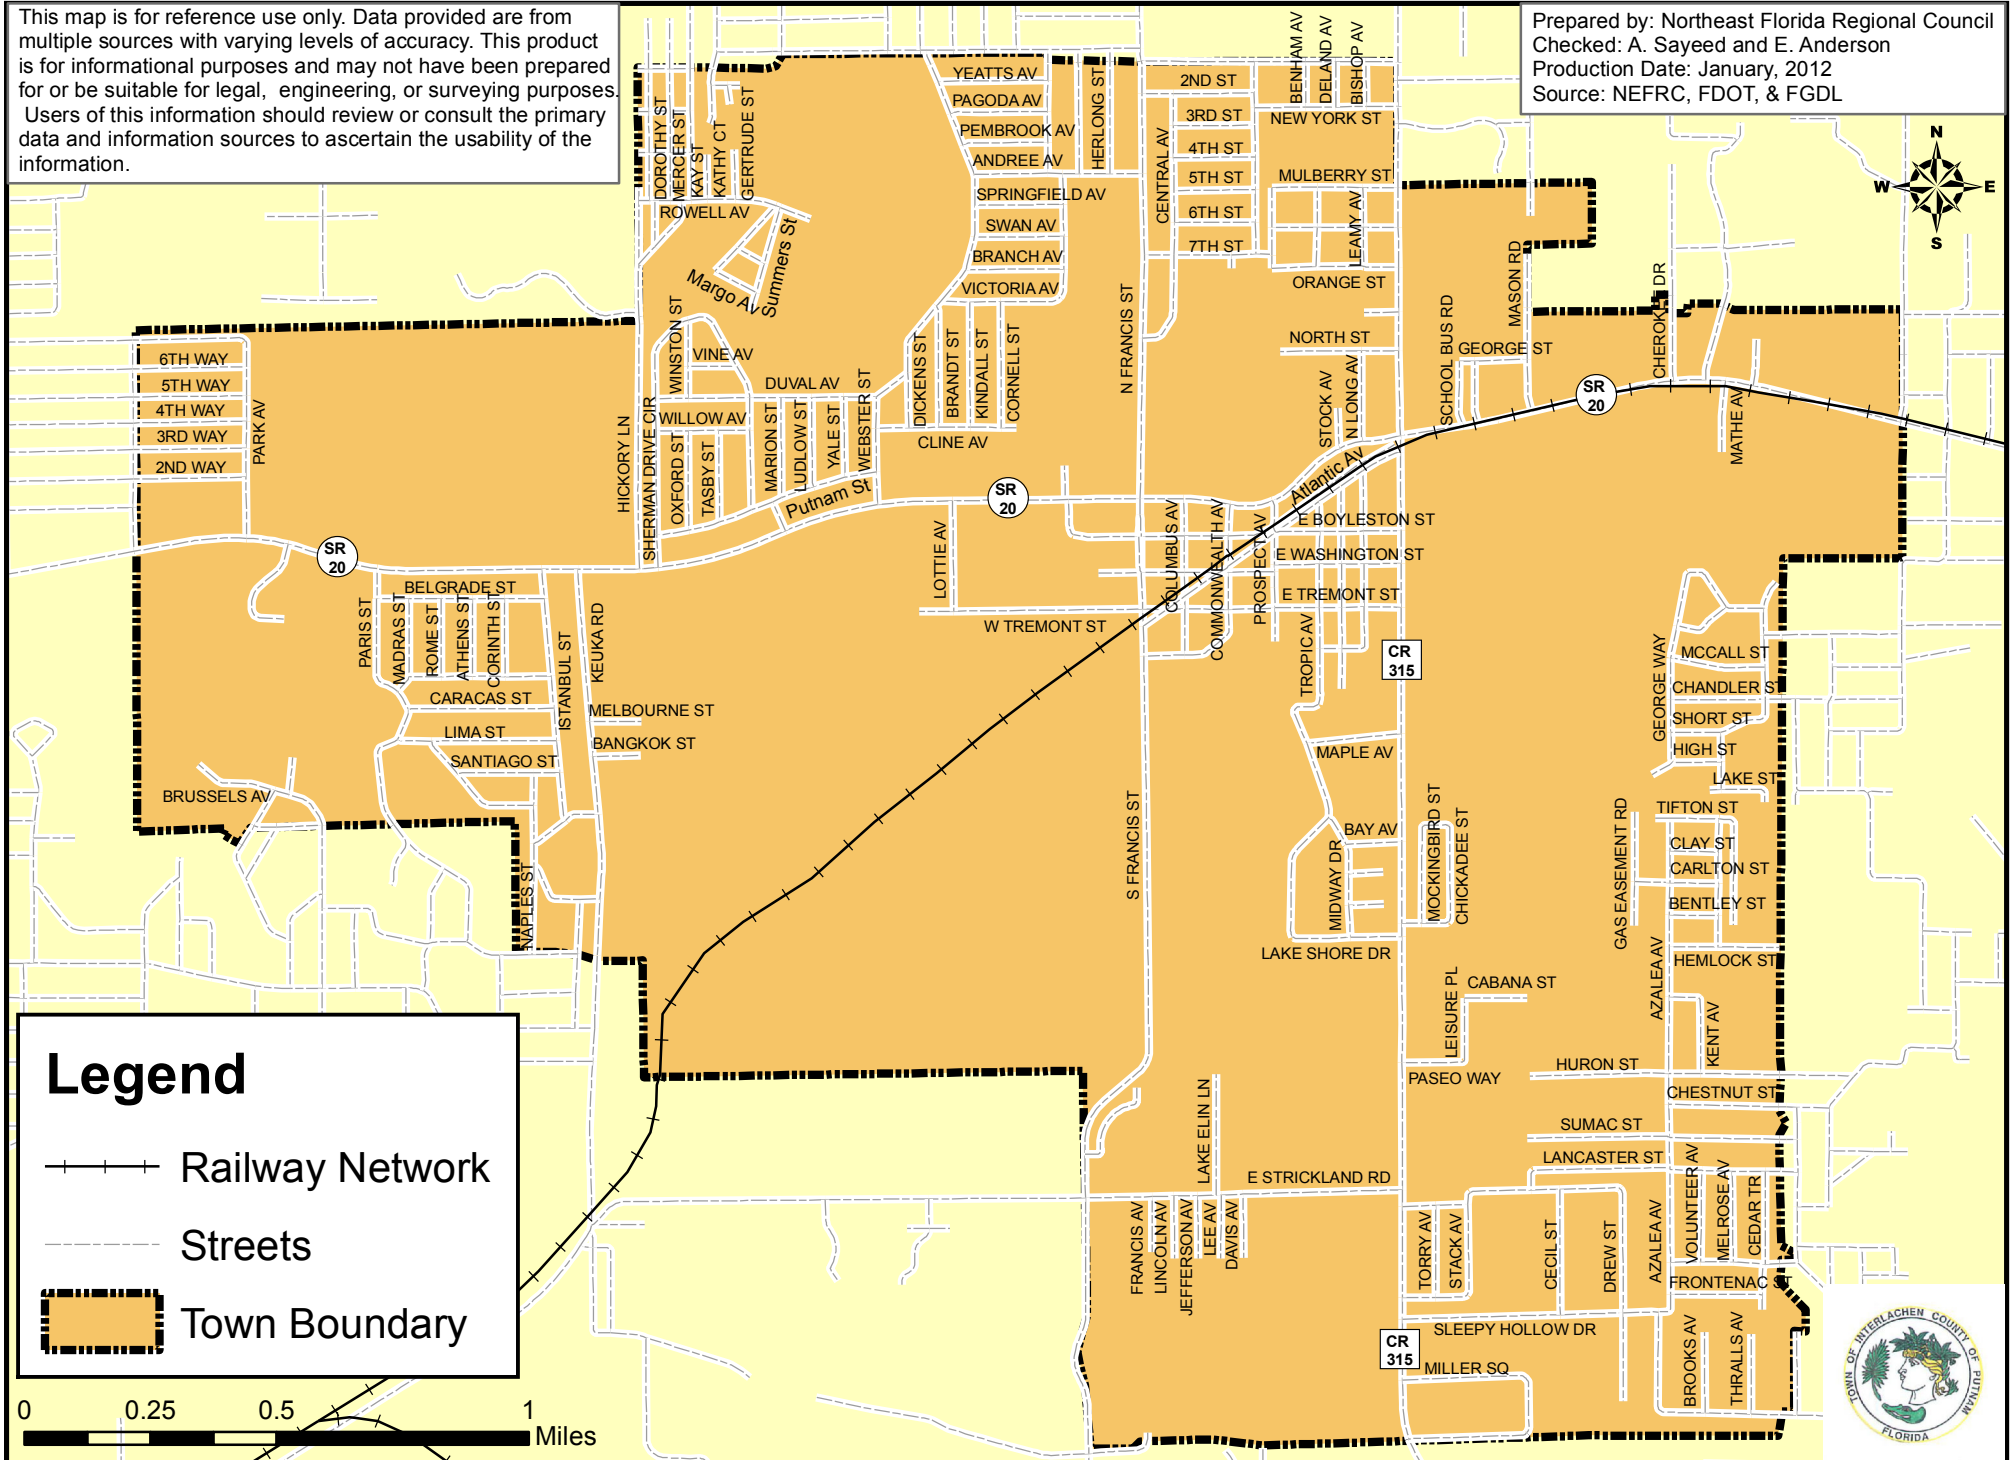 This map is for reference use only. Data provided are from
multiple sources with varying levels of accuracy. This product
is for informational purposes and may not have been prepared
for or be suitable for legal, engineering, or surveying purposes.
Users of this information should review or consult the primary
data and information sources to ascertain the usability of the
information.
Prepared by: Northeast Florida Regional Council
Checked: A. Sayeed and E. Anderson
Production Date: January, 2012
Source: NEFRC, FDOT, & FGDL
N
W
E
S
DOROTHY ST
MERCER ST
KAY ST
KATHY CT
GERTRUDE ST
ROWELL AV
Summers St
Margo Av
YEATTS AV
PAGODA AV
PEMBROOK AV
ANDREE AV
SPRINGFIELD AV
SWAN AV
BRANCH AV
VICTORIA AV
HERLONG ST
CENTRAL AV
2ND ST
3RD ST
4TH ST
5TH ST
6TH ST
7TH ST
BENHAM AV
DELAND AV
BISHOP AV
NEW YORK ST
MULBERRY ST
LEAMY AV
ORANGE ST
NORTH ST
STOCK AV
N LONG AV
SCHOOL BUS RD
MASON RD
GEORGE ST
CHEROKEE DR
MATHE AV
SR
20
6TH WAY
5TH WAY
4TH WAY
3RD WAY
2ND WAY
PARK AV
HICKORY LN
SHERMAN DRIVE CIR
WINSTON ST
VINE AV
DUVAL AV
WILLOW AV
OXFORD ST
TASBY ST
MARION ST
LUDLOW ST
YALE ST
WEBSTER ST
Putnam St
DICKENS ST
BRANDT ST
KINDALL ST
CORNELL ST
CLINE AV
N FRANCIS ST
SR
20
SR
20
LOTTIE AV
W TREMONT ST
COLUMBUS AV
COMMONWEALTH AV
PROSPECT AV
Atlantic Av
E BOYLESTON ST
E WASHINGTON ST
E TREMONT ST
TROPIC AV
CR
315
BELGRADE ST
PARIS ST
MADRAS ST
ROME ST
ATHENS ST
CORINTH ST
ISTANBUL ST
KEUKA RD
CARACAS ST
LIMA ST
SANTIAGO ST
MELBOURNE ST
BANGKOK ST
BRUSSELS AV
NAPLES ST
S FRANCIS ST
MAPLE AV
BAY AV
MIDWAY DR
LAKE SHORE DR
MOCKINGBIRD ST
CHICKADEE ST
LEISURE PL
CABANA ST
PASEO WAY
GEORGE WAY
MCCALL ST
CHANDLER ST
SHORT ST
HIGH ST
LAKE ST
TIFTON ST
CLAY ST
CARLTON ST
BENTLEY ST
GAS EASEMENT RD
HEMLOCK ST
AZALEA AV
KENT AV
HURON ST
CHESTNUT ST
SUMAC ST
LANCASTER ST
LAKE ELIN LN
E STRICKLAND RD
FRANCIS AV
LINCOLN AV
JEFFERSON AV
LEE AV
DAVIS AV
TORRY AV
STACK AV
CECIL ST
DREW ST
AZALEA AV
VOLUNTEER AV
MELROSE AV
CEDAR TR
FRONTENAC ST
SLEEPY HOLLOW DR
CR
315
MILLER SQ
BROOKS AV
THRALLS AV
Legend
Railway Network
Streets
Town Boundary
0 0.25 0.5 1
Miles
TOWN OF INTERLACHEN COUNTY OF PUTNAM
FLORIDA